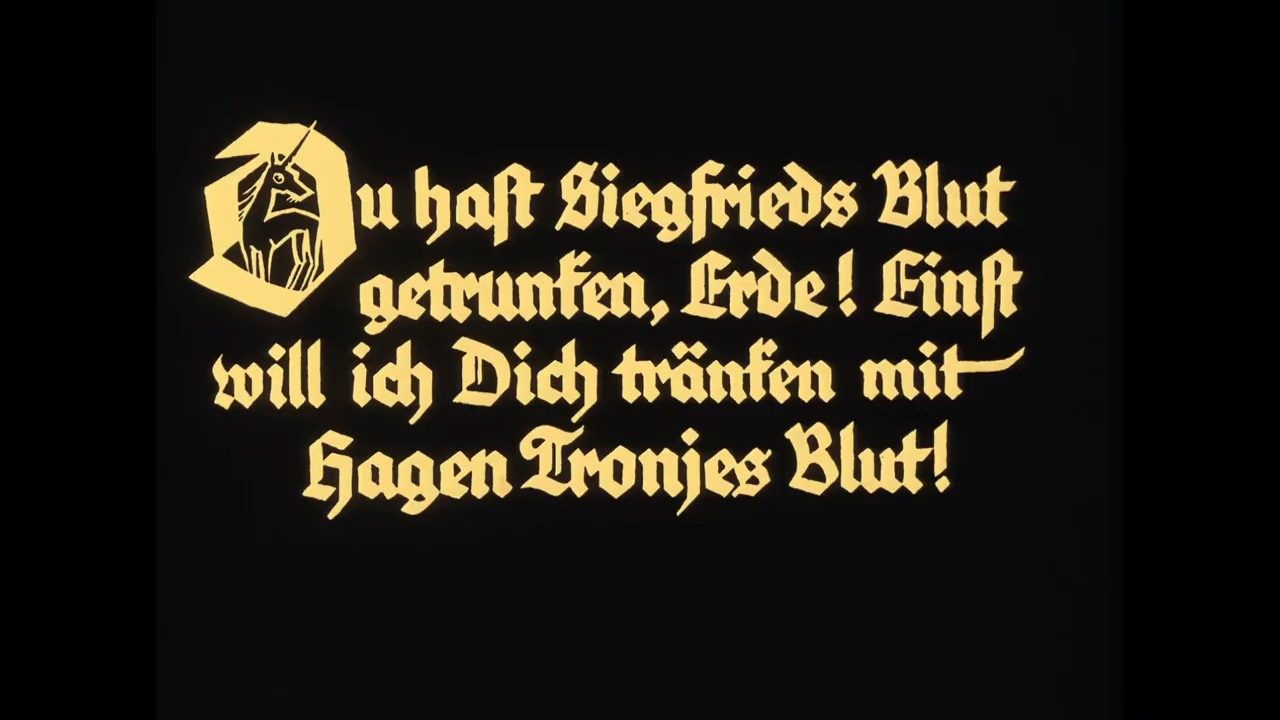 Du hast Siegfrieds Blut
getrunken, Erde! Einst
will ich Dich tränken mit
Hagen Tronjes Blut!